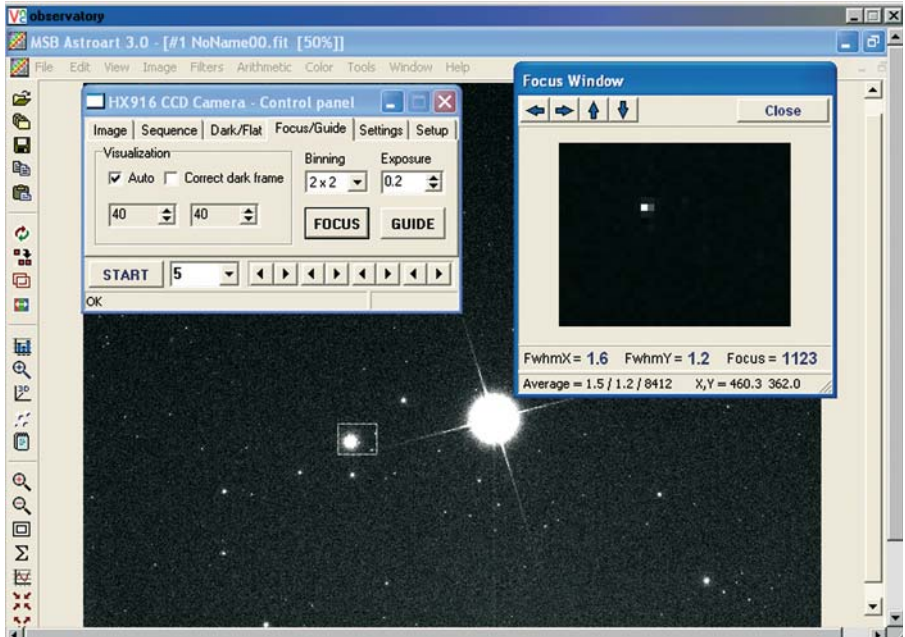 observatory
MSB Astroart 3.0 - [#1 NoName00.fit [50%]]
File Edit View Image Filters Arithmetic Color Tools Window Help
HX916 CCD Camera - Control panel
Image Sequence Dark/Flat Focus/Guide Settings Setup
Visualization
Auto Correct dark frame
40 40
Binning Exposure
2 x 2 0.2
FOCUS GUIDE
START 5
OK
Focus Window
Close
FwhmX = 1.6 FwhmY = 1.2 Focus = 1123
Average = 1.5 / 1.2 / 8412 X,Y = 460.3 362.0
3D
Σ